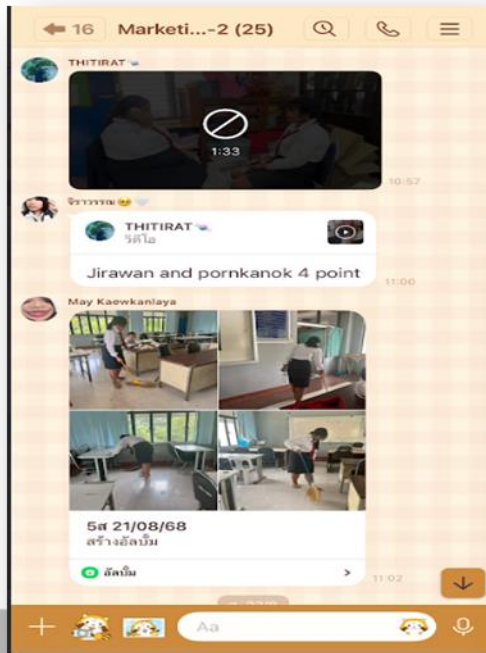 16 Marketi...-2 (25)
THITIRAT
1:33
10:57
จิราวรรณ
THITIRAT
วิดีโอ
Jirawan and pornkanok 4 point
11:00
May Kaewkanlaya
5ส 21/08/68
สร้างอัลบั้ม
อัลบั้ม
11:02
Aa